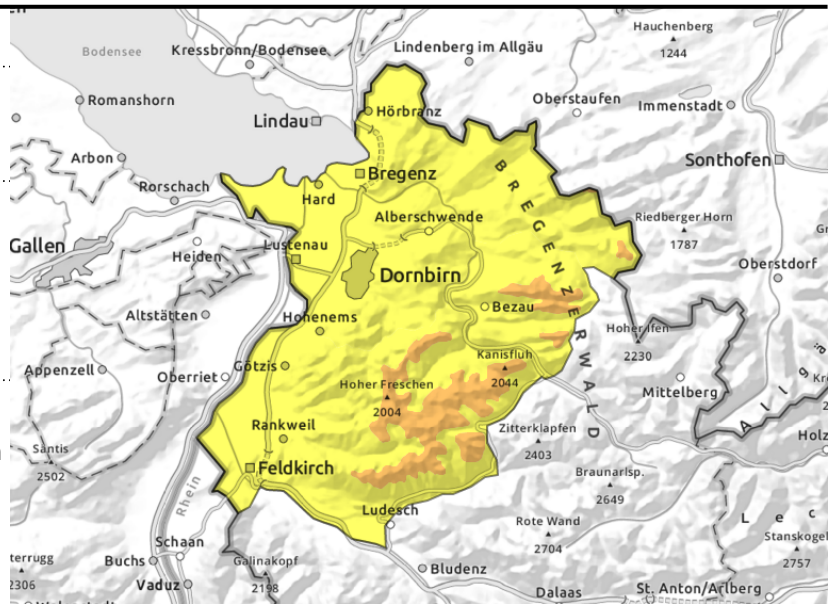 Hauchenberg
1244
Bodensee
Kressbronn/Bodensee
Lindenberg im Allgäu
Romanshorn
Hörbranz
Oberstaufen
Immenstadt
Lindau
Arbon
Sonthofen
Rorschach
Bregenz
Hard
BREGENZERWALD
Alberschwende
Riedberger Horn
1787
Gallen
Heiden
Lustenau
Dornbirn
Oberstdorf
Altstätten
Hohenems
Bezau
Hoher Ifen
2230
Appenzell
Oberriet
Götzis
Kanisfluh
2044
Hoher Freschen
2004
Mittelberg
Allgä
Rankweil
Zitterklapfen
2403
Holz
Säntis
2502
Feldkirch
Braunarlsp.
2649
Rhein
Ludesch
Rote Wand
2704
Lec
Stanskogel
2757
Schaan
Buchs
Galinakopf
2198
Bludenz
terrugg
2306
Vaduz
Dalaas
St. Anton/Arlberg